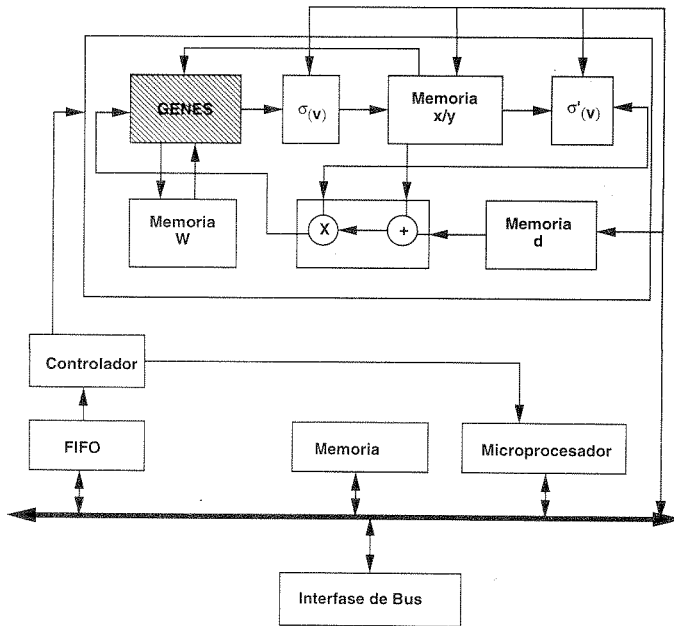 GENES
σ(v)
Memoria
x/y
σ'(v)
Memoria
W
X
+
Memoria
d
Controlador
FIFO
Memoria
Microprocesador
Interfase de Bus